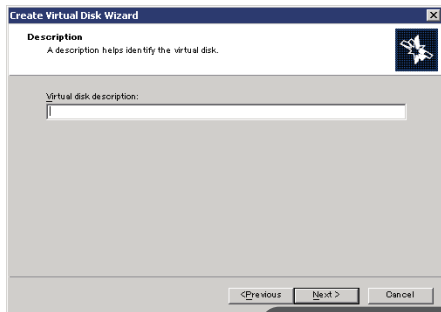 Create Virtual Disk Wizard
Description
A description helps identify the virtual disk.
Virtual disk description:
<Previous
Next >
Cancel